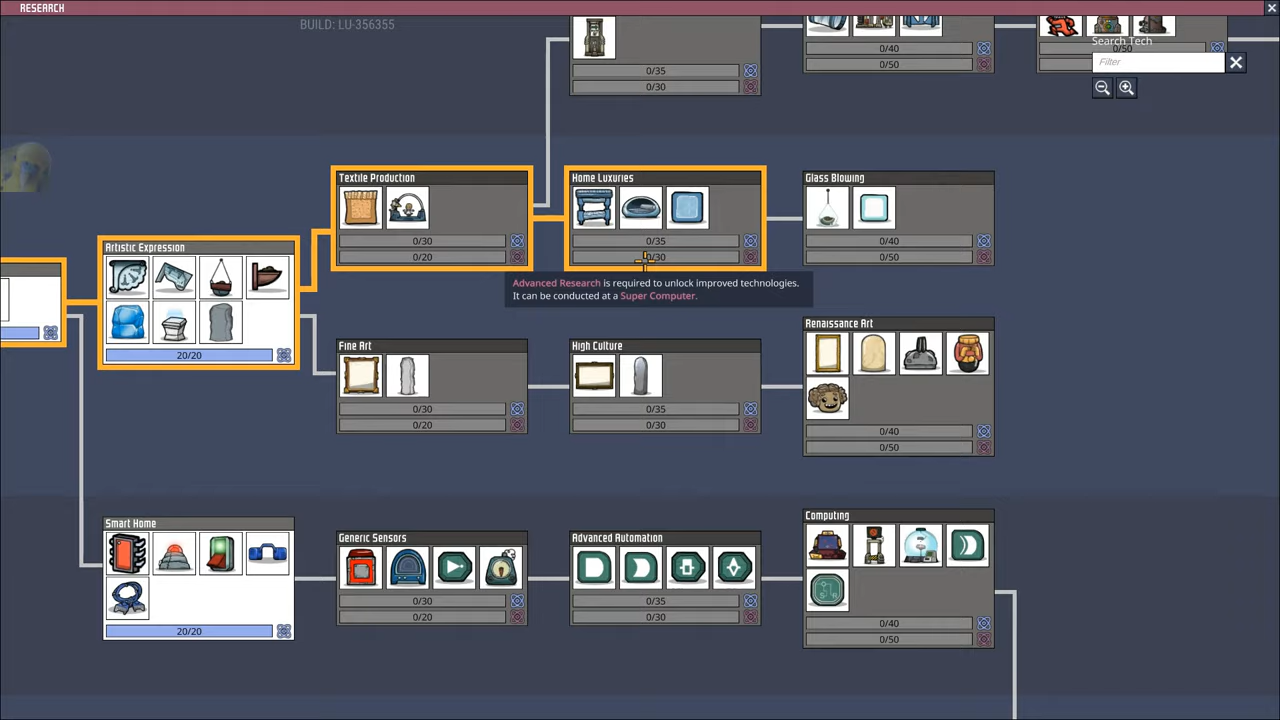 RESEARCH
BUILD: LU-356355
Search Tech
Filter
0/35
0/30
0/40
0/50
0/50
Textile Production
0/30
0/20
Home Luxuries
0/35
0/30
Glass Blowing
0/40
0/50
Advanced Research is required to unlock improved technologies.
It can be conducted at a Super Computer.
Artistic Expression
20/20
Fine Art
0/30
0/20
High Culture
0/35
0/30
Renaissance Art
0/40
0/50
Smart Home
20/20
Generic Sensors
0/30
0/20
Advanced Automation
0/35
0/30
Computing
0/40
0/50